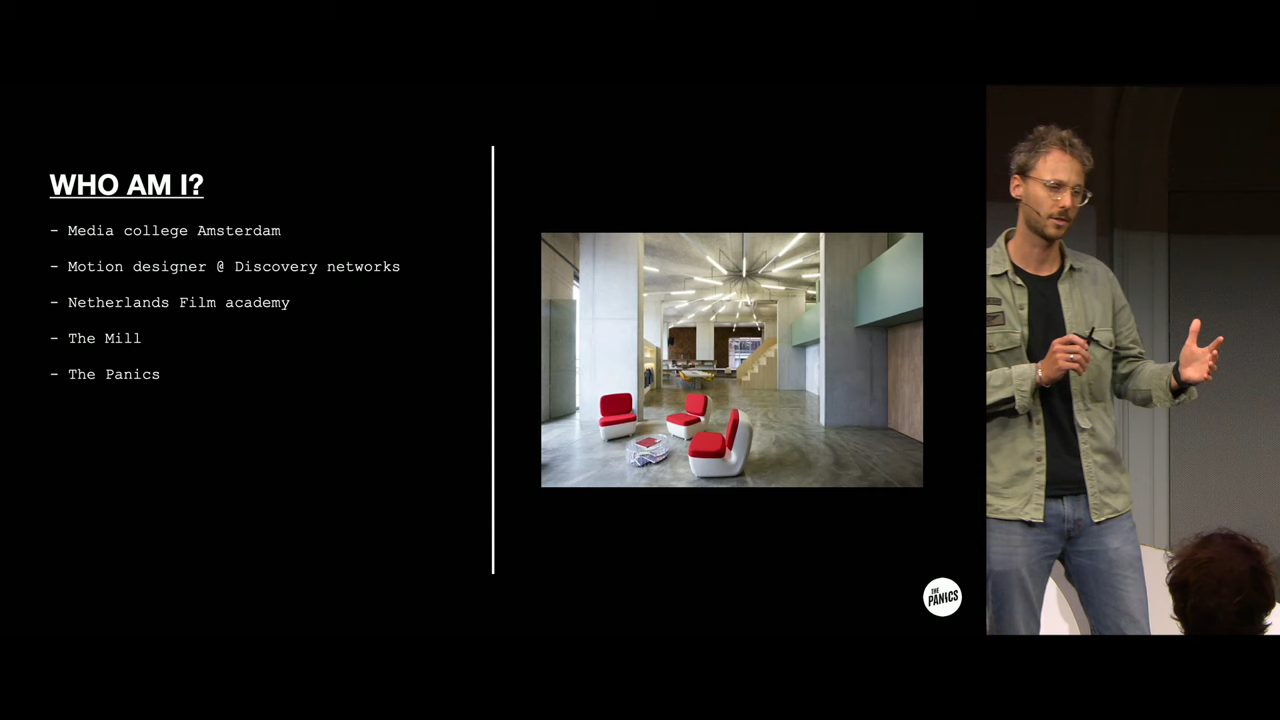 WHO AM I?
- Media college Amsterdam
- Motion designer @ Discovery networks
- Netherlands Film academy
- The Mill
- The Panics
THE
PANICS